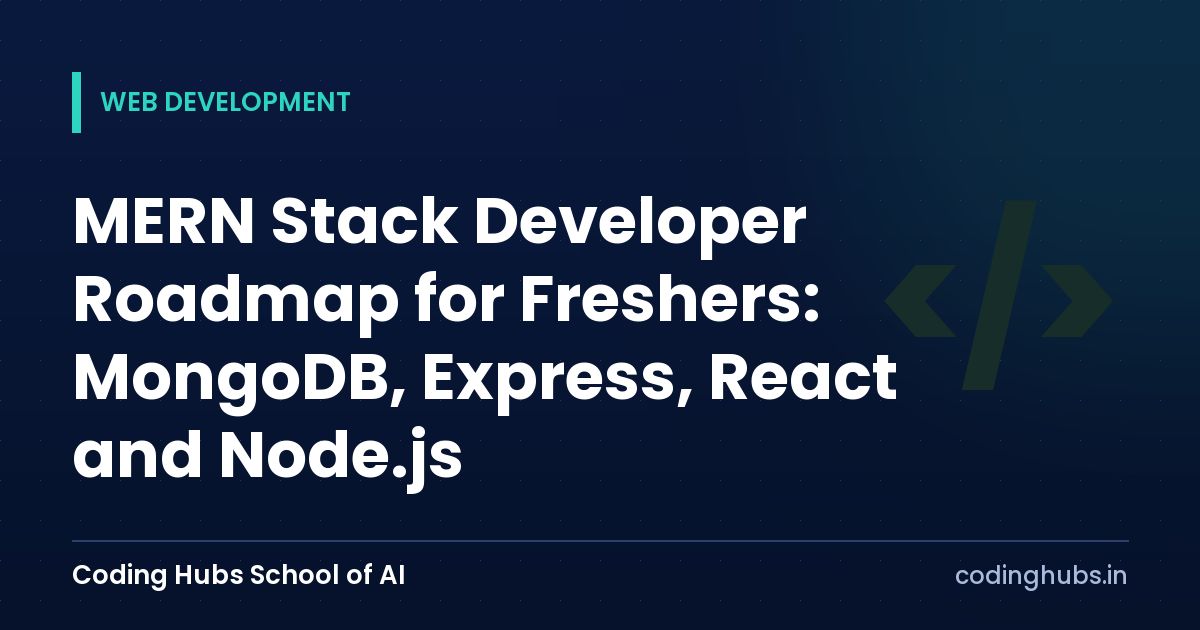 WEB DEVELOPMENT
MERN Stack Developer
Roadmap for Freshers:
MongoDB, Express, React
and Node.js
</>
Coding Hubs School of AI
codinghubs.in